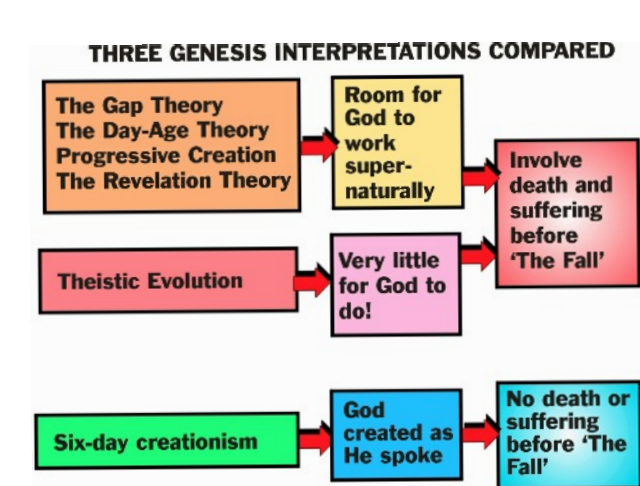 THREE GENESIS INTERPRETATIONS COMPARED
The Gap Theory
The Day-Age Theory
Progressive Creation
The Revelation Theory
Room for
God to
work
super-
naturally
Involve
death and
suffering
before
‘The Fall’
Theistic Evolution
Very little
for God to
do!
Six-day creationism
God
created as
He spoke
No death or
suffering
before ‘The
Fall’